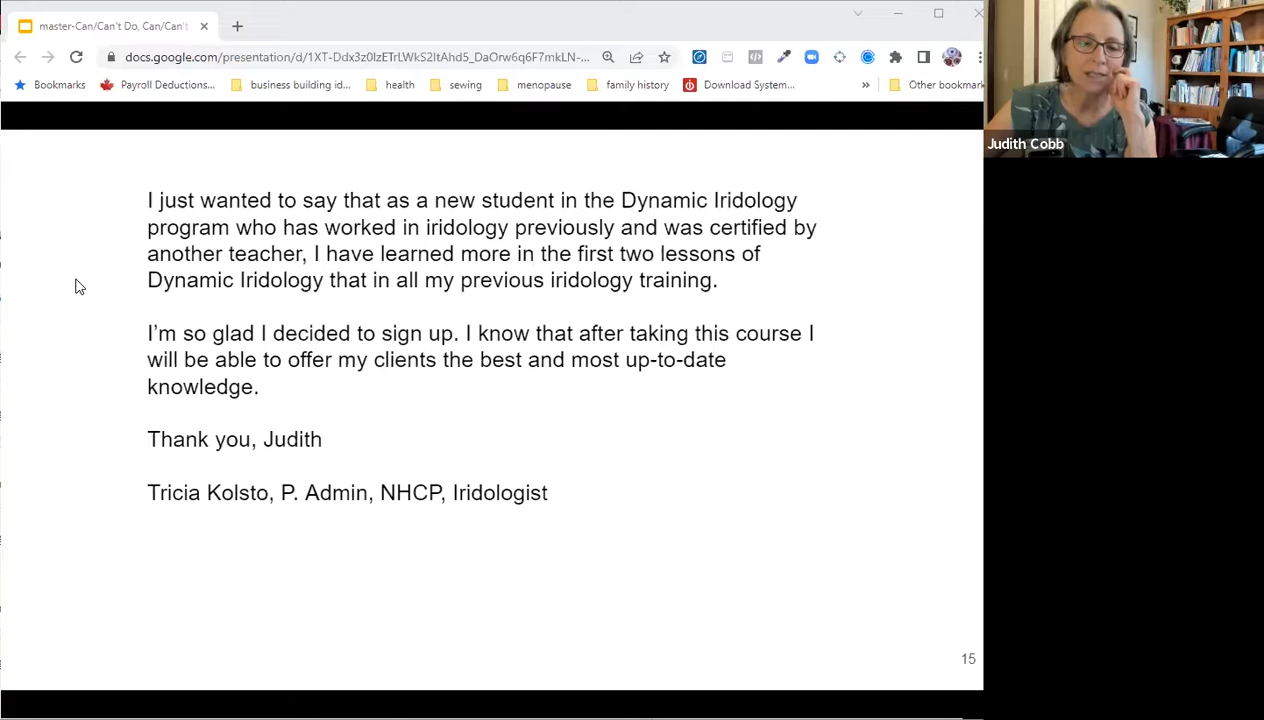 master-Can/Can't Do, Can/Can't
docs.google.com/presentation/d/1XT-Ddx3z0lzETrLWkS2ItAhd5_DaOrw6q6F7mkLN-...
Bookmarks
Payroll Deductions...
business building id...
health
sewing
menopause
family history
Download System...
»
Other bookmark
Judith Cobb
I just wanted to say that as a new student in the Dynamic Iridology
program who has worked in iridology previously and was certified by
another teacher, I have learned more in the first two lessons of
Dynamic Iridology that in all my previous iridology training.
I'm so glad I decided to sign up. I know that after taking this course I
will be able to offer my clients the best and most up-to-date
knowledge.
Thank you, Judith
Tricia Kolsto, P. Admin, NHCP, Iridologist
15